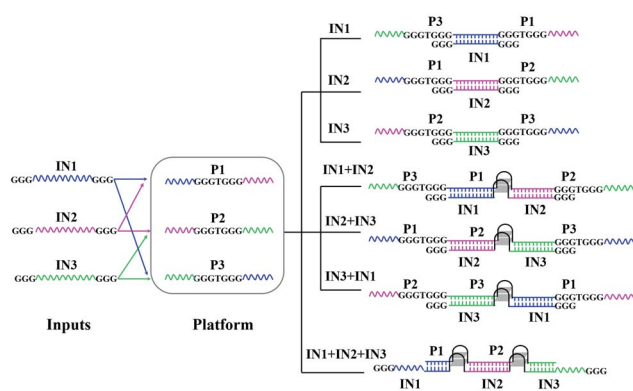 IN1
P3 P1
GGGTGGG GGGTGGG
GGG GGG
IN1
IN2
P1 P2
GGGTGGG GGGTGGG
GGG GGG
IN2
IN3
P2 P3
GGGTGGG GGGTGGG
GGG GGG
IN3
IN1
GGG GGG
IN2
GGG GGG
IN3
GGG GGG
Inputs
P1
GGGTGGG
P2
GGGTGGG
P3
GGGTGGG
Platform
IN1+IN2
P3 P1 P2
GGGTGGG GGGTGGG
GGG GGG
IN1 IN2
IN2+IN3
P1 P2 P3
GGGTGGG GGGTGGG
GGG GGG
IN2 IN3
IN3+IN1
P2 P3 P1
GGGTGGG GGGTGGG
GGG GGG
IN3 IN1
IN1+IN2+IN3
P1 P2
GGG GGG
IN1 IN2 IN3